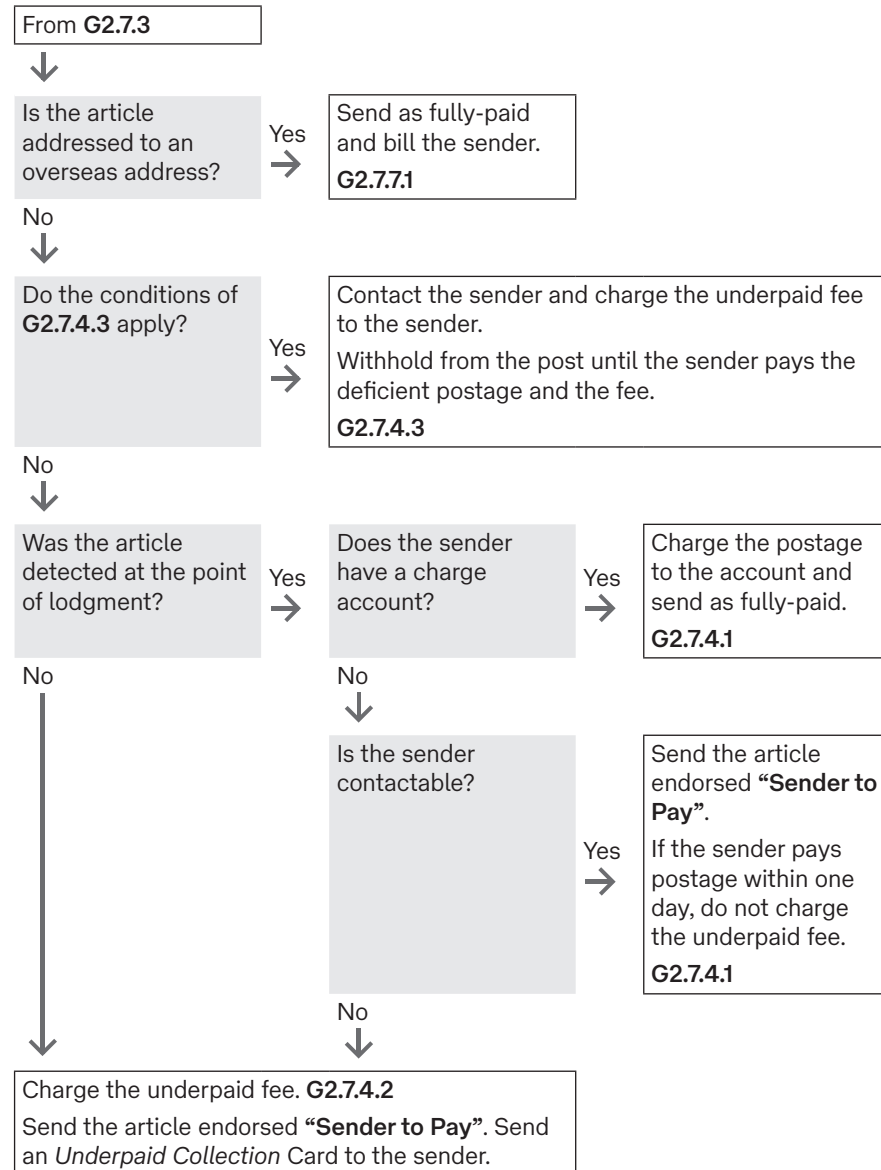 From G2.7.3
Is the article
addressed to an
overseas address?
Yes
Send as fully-paid
and bill the sender.
G2.7.7.1
No
Do the conditions of
G2.7.4.3 apply?
Yes
Contact the sender and charge the underpaid fee
to the sender.
Withhold from the post until the sender pays the
deficient postage and the fee.
G2.7.4.3
No
Was the article
detected at the point
of lodgment?
Yes
Does the sender
have a charge
account?
Yes
Charge the postage
to the account and
send as fully-paid.
G2.7.4.1
No
No
Is the sender
contactable?
Yes
Send the article
endorsed “Sender to
Pay”.
If the sender pays
postage within one
day, do not charge
the underpaid fee.
G2.7.4.1
No
Charge the underpaid fee. G2.7.4.2
Send the article endorsed “Sender to Pay”. Send
an Underpaid Collection Card to the sender.